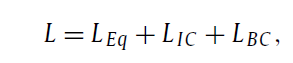 L = L_{Eq} + L_{IC} + L_{BC},